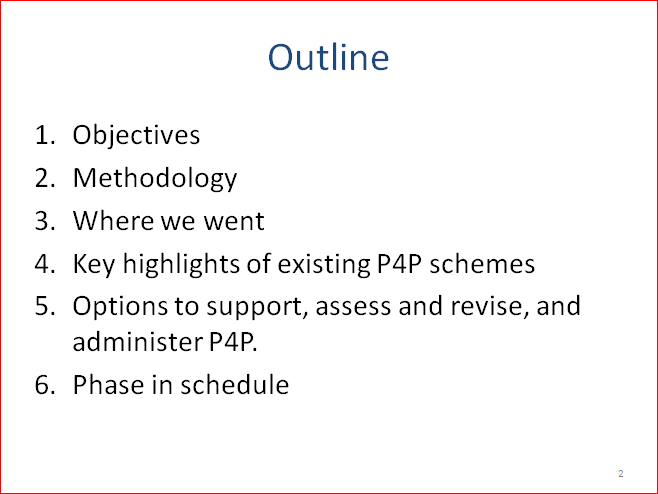 Outline
1. Objectives
2. Methodology
3. Where we went
4. Key highlights of existing P4P schemes
5. Options to support, assess and revise, and
administer P4P.
6. Phase in schedule
2